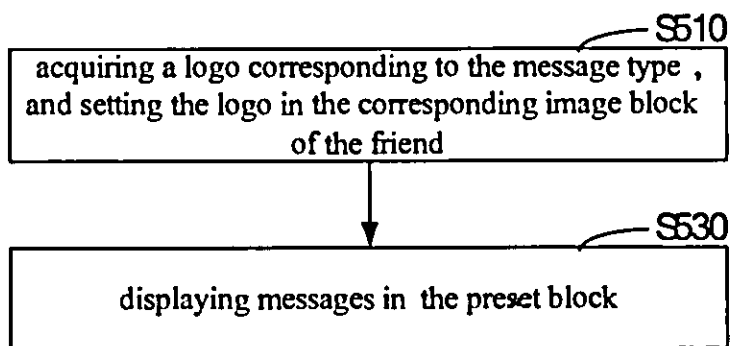 S510
acquiring a logo corresponding to the message type ,
and setting the logo in the corresponding image block
of the friend
S530
displaying messages in the preset block